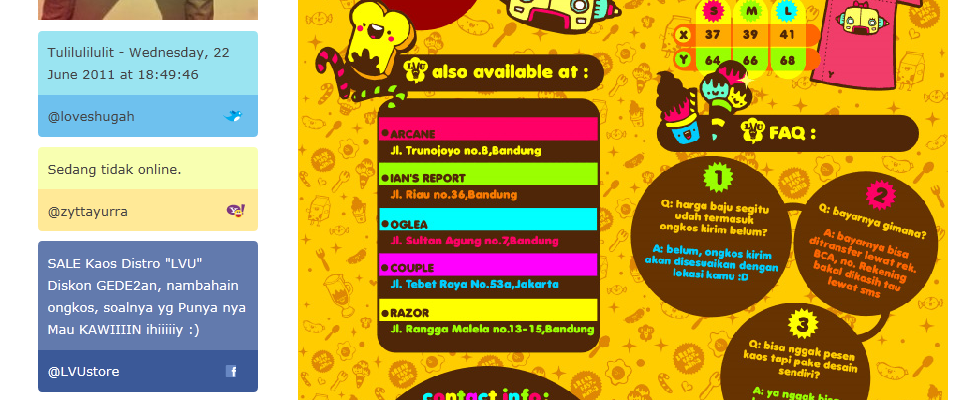 Tulilulilulit - Wednesday, 22
June 2011 at 18:49:46
@loveshugah
Sedang tidak online.
@zyttayurra
SALE Kaos Distro "LVU"
Diskon GEDE2an, nambahain
ongkos, soalnya yg Punya nya
Mau KAWIIIIN ihiiiiiy :)
@LVUstore
also available at :
ARCANE
Jl. Trunojoyo no.8,Bandung
IAN'S REPORT
Jl. Riau no.36,Bandung
OGLEA
Jl. Sultan Agung no.7,Bandung
COUPLE
Jl. Tebet Raya No.53a,Jakarta
RAZOR
Jl. Rangga Malela no.13-15,Bandung
contact info:
S M L
X 37 39 41
Y 64 66 68
Y
FAQ :
1
Q: harga baju segitu
udah termasuk
ongkos kirim belum?
A: belum, ongkos kirim
akan disesuaikan dengan
lokasi kamu :D
2
Q: bayarnya gimana?
A: bayarnya bisa
ditransfer lewat rek.
BCA, no. Rekening
bakal dikasih tau
lewat sms
3
Q: bisa nggak pesen
kaos tapi pake desain
sendiri?
A: ya nggak bisa